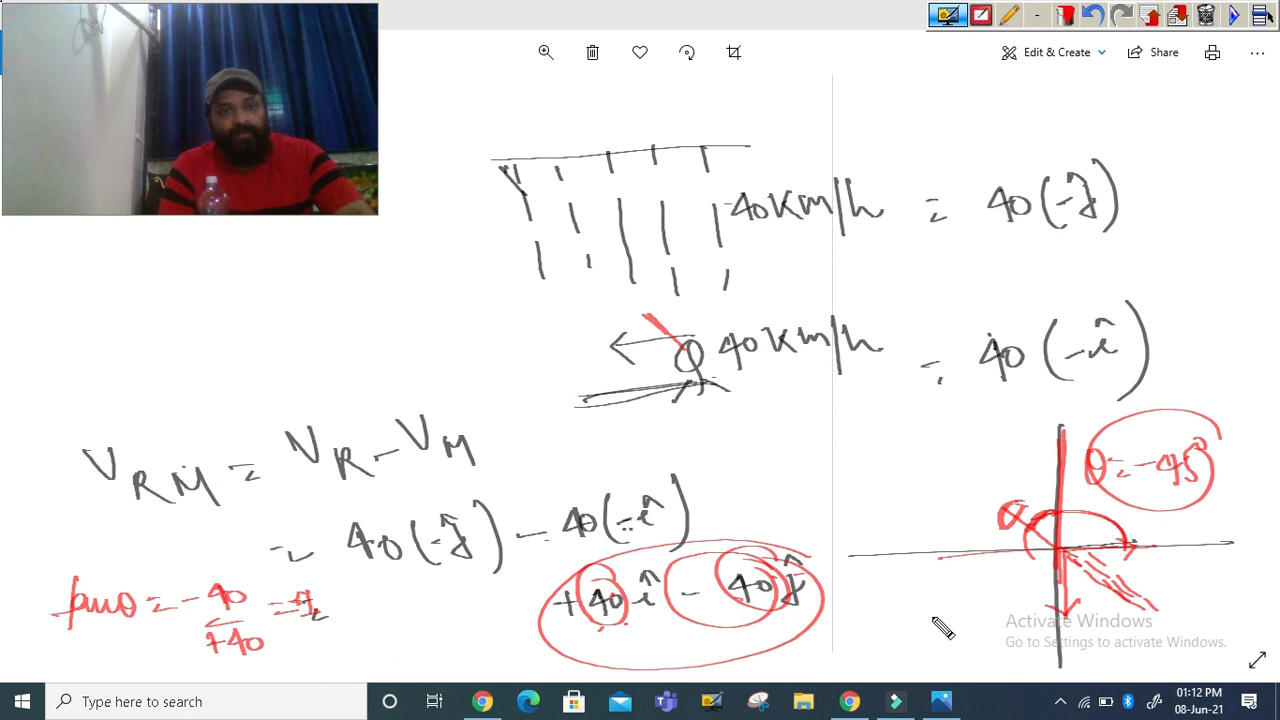 Edit & Create
Share
40 km/h = 40(-ĵ)
40 km/h = 40(-î)
V_RM = V_R - V_M
= 40(-ĵ) - 40(-î)
+40î - 40ĵ
tanθ = -40/+40 =
θ = -45°
Activate Windows
Go to Settings to activate Windows.
Type here to search
01:12 PM
08-Jun-21